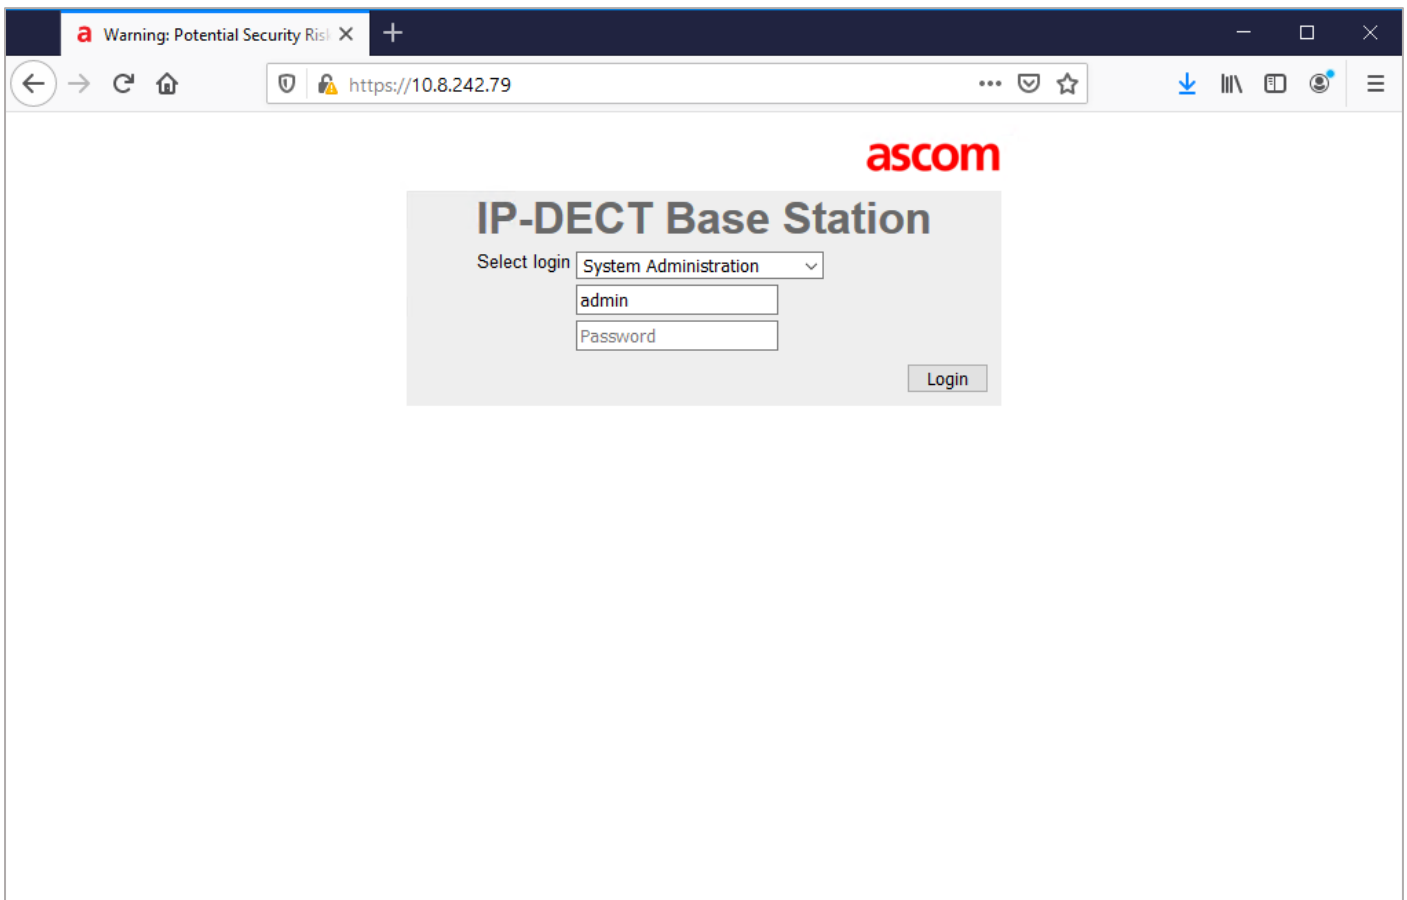 a Warning: Potential Security Ris
https://10.8.242.79
ascom
IP-DECT Base Station
Select login System Administration
admin
Password
Login